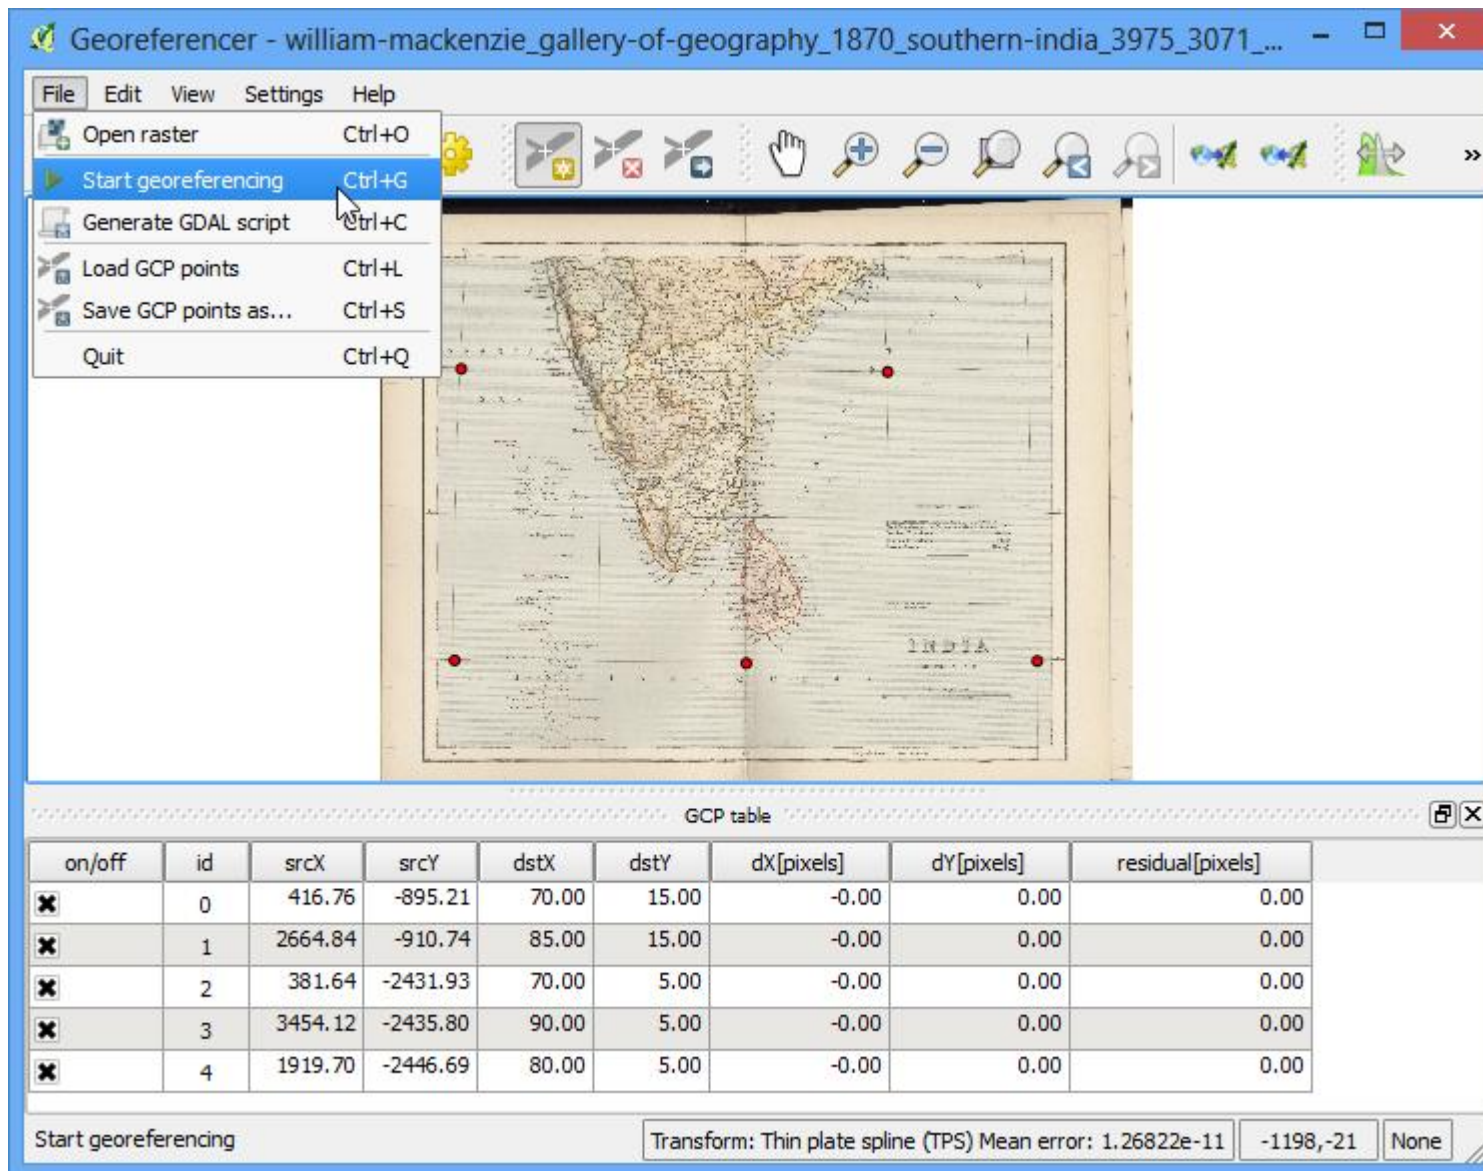 Georeferencer - william-mackenzie_gallery-of-geography_1870_southern-india_3975_3071_...
File Edit View Settings Help
Open raster Ctrl+O
Start georeferencing Ctrl+G
Generate GDAL script Ctrl+C
Load GCP points Ctrl+L
Save GCP points as... Ctrl+S
Quit Ctrl+Q
»
INDIA
GCP table
on/off id srcX srcY dstX dstY dX[pixels] dY[pixels] residual[pixels]
0 416.76 -895.21 70.00 15.00 -0.00 0.00 0.00
1 2664.84 -910.74 85.00 15.00 -0.00 0.00 0.00
2 381.64 -2431.93 70.00 5.00 -0.00 0.00 0.00
3 3454.12 -2435.80 90.00 5.00 -0.00 0.00 0.00
4 1919.70 -2446.69 80.00 5.00 -0.00 0.00 0.00
Start georeferencing Transform: Thin plate spline (TPS) Mean error: 1.26822e-11 -1198,-21 None